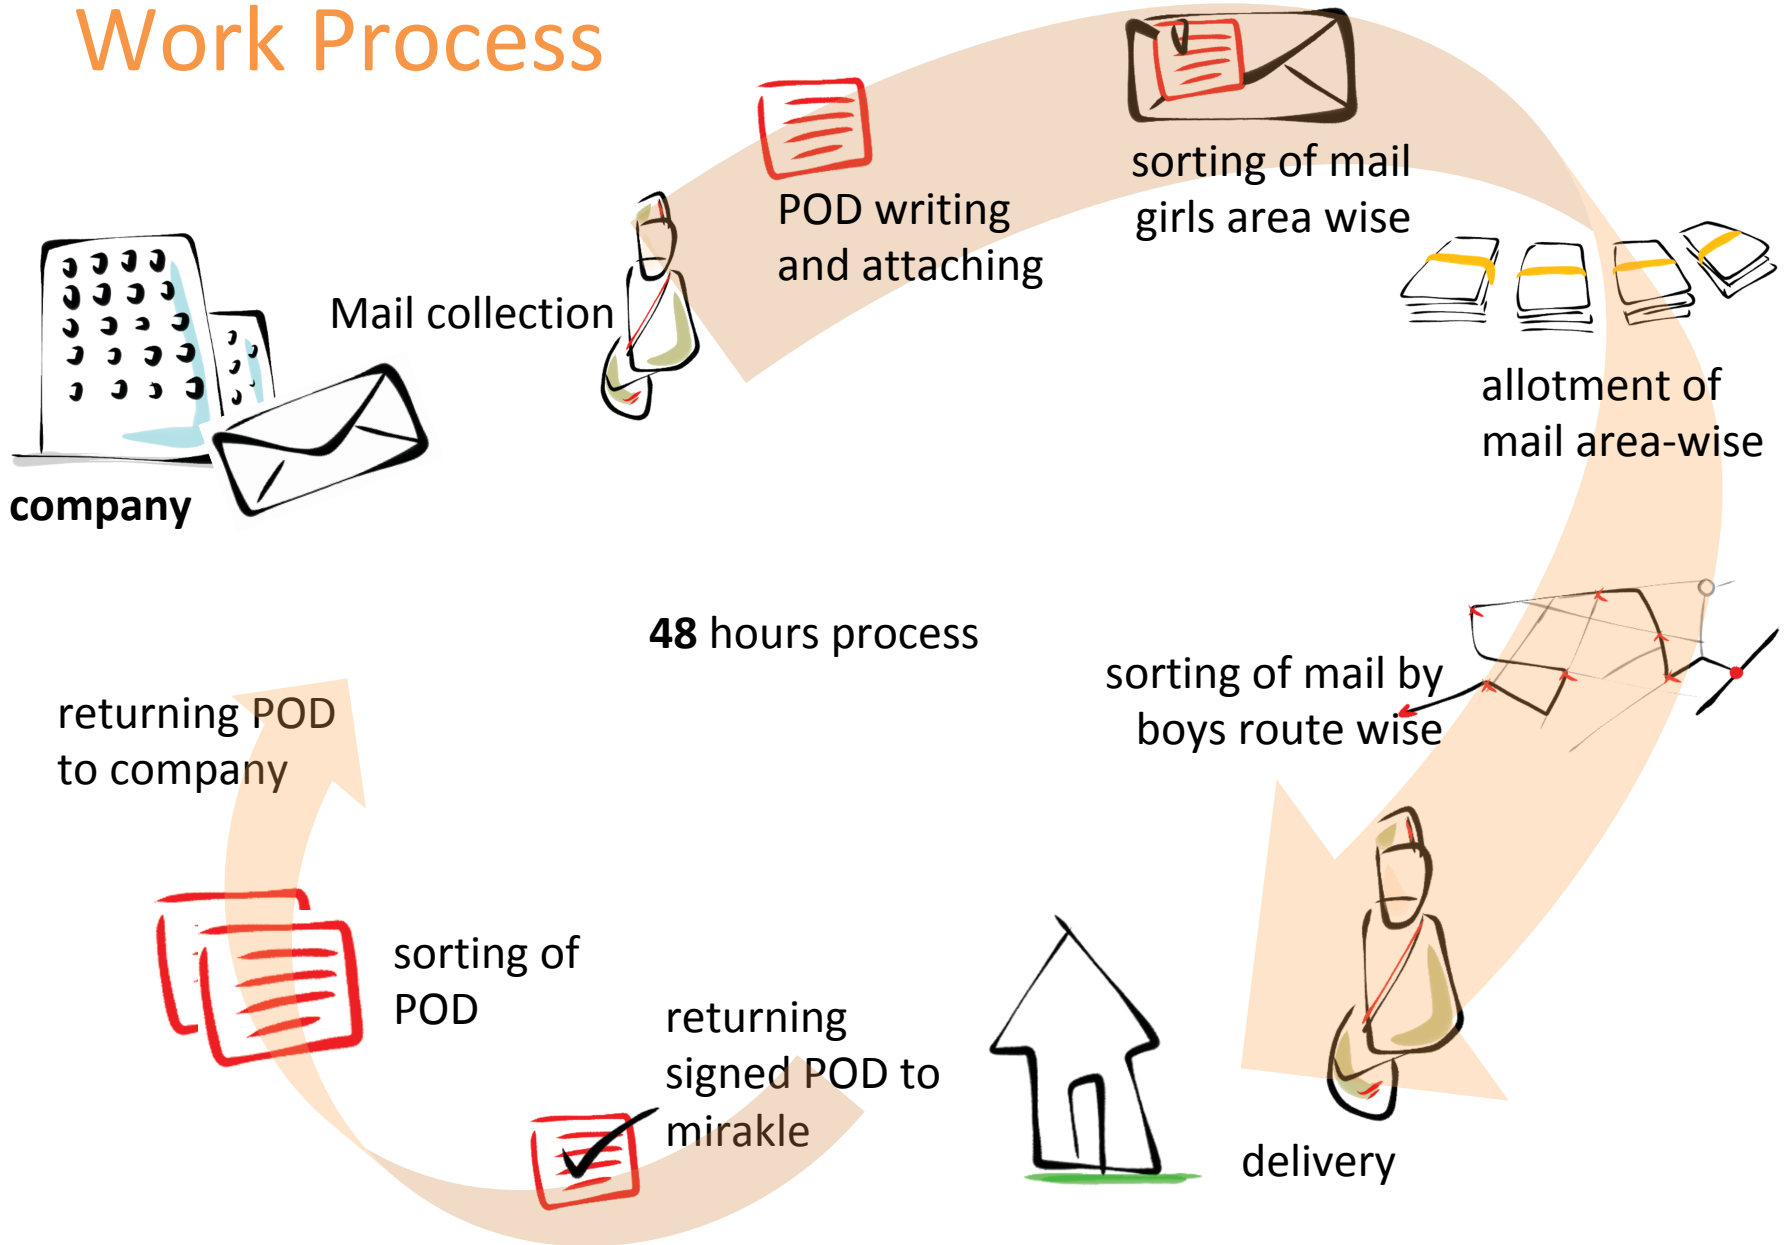 Work Process
company
Mail collection
POD writing
and attaching
sorting of mail
girls area wise
allotment of
mail area-wise
sorting of mail by
boys route wise
delivery
returning
signed POD to
mirakle
sorting of
POD
returning POD
to company
48 hours process